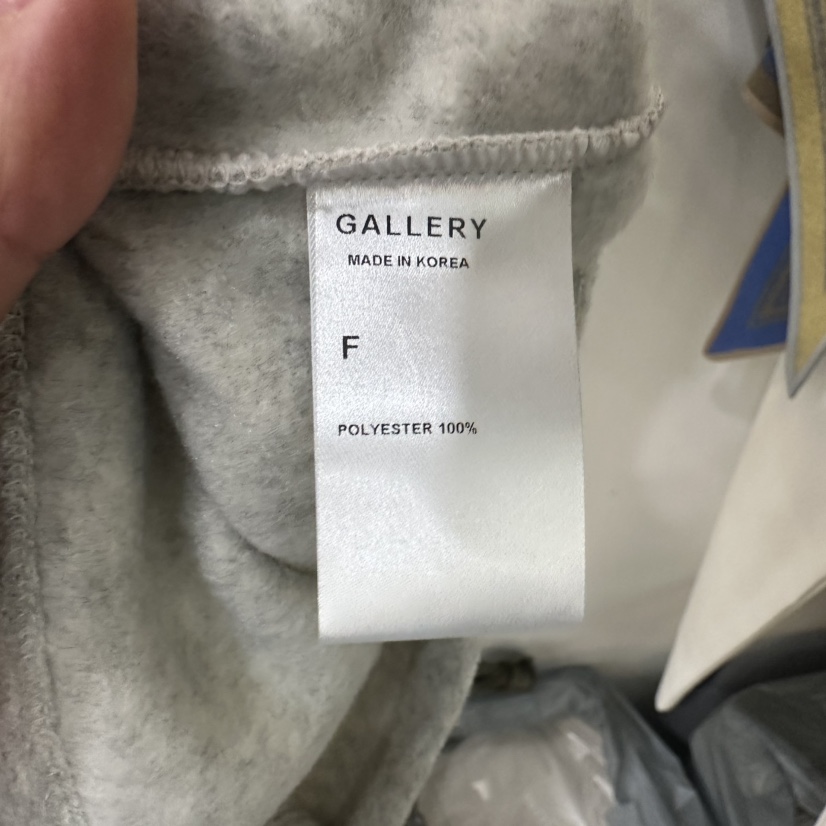 GALLERY
MADE IN KOREA
F
POLYESTER 100%